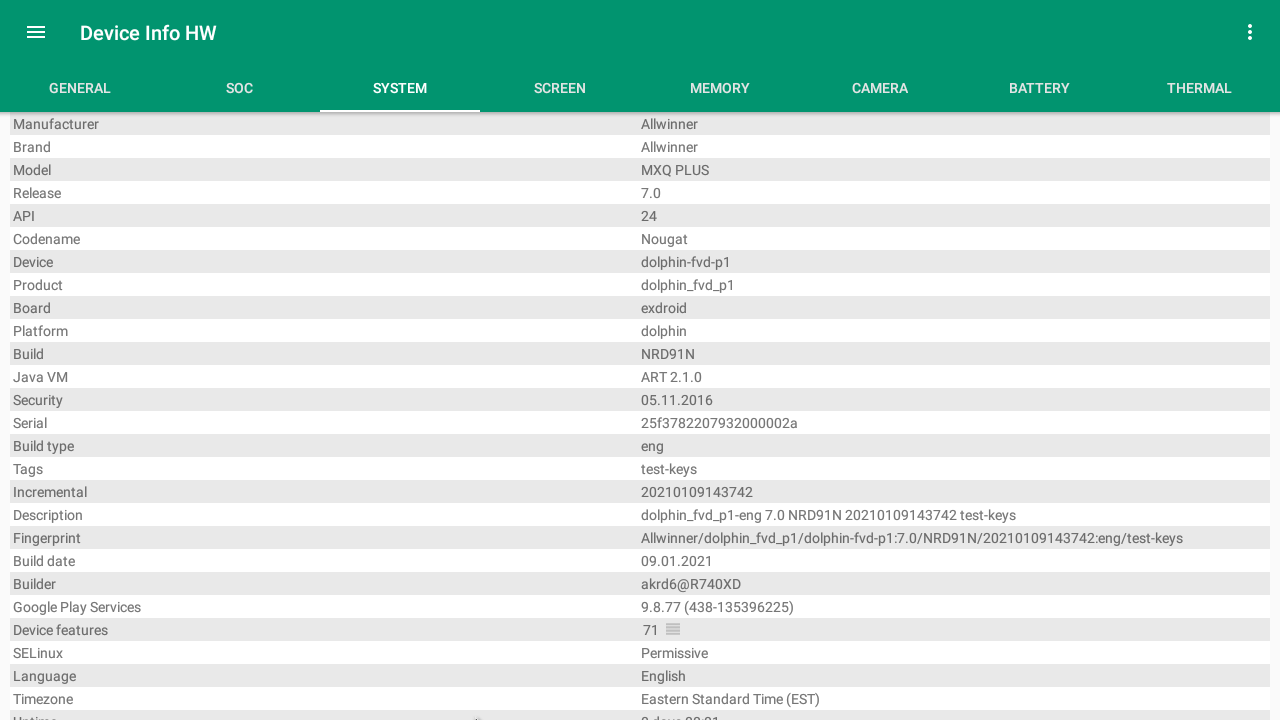 Device Info HW
GENERAL SOC SYSTEM SCREEN MEMORY CAMERA BATTERY THERMAL
Manufacturer Allwinner
Brand Allwinner
Model MXQ PLUS
Release 7.0
API 24
Codename Nougat
Device dolphin-fvd-p1
Product dolphin_fvd_p1
Board exdroid
Platform dolphin
Build NRD91N
Java VM ART 2.1.0
Security 05.11.2016
Serial 25f3782207932000002a
Build type eng
Tags test-keys
Incremental 20210109143742
Description dolphin_fvd_p1-eng 7.0 NRD91N 20210109143742 test-keys
Fingerprint Allwinner/dolphin_fvd_p1/dolphin-fvd-p1:7.0/NRD91N/20210109143742:eng/test-keys
Build date 09.01.2021
Builder akrd6@R740XD
Google Play Services 9.8.77 (438-135396225)
Device features 71
SELinux Permissive
Language English
Timezone Eastern Standard Time (EST)
Uptime